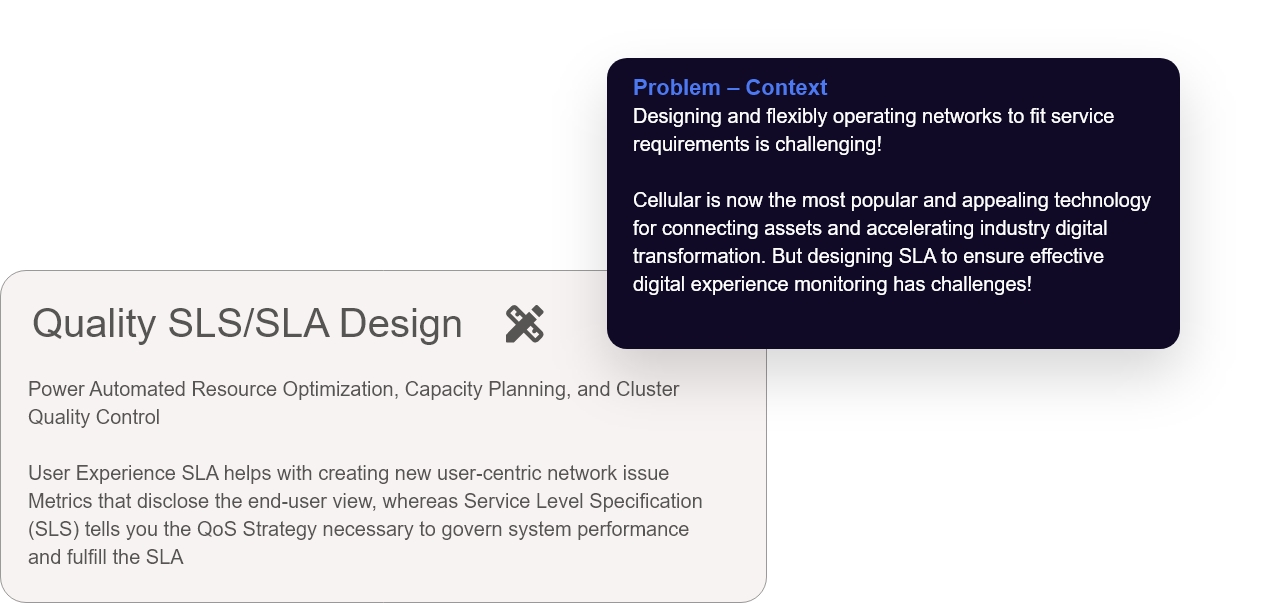 Problem – Context
Designing and flexibly operating networks to fit service
requirements is challenging!
Cellular is now the most popular and appealing technology
for connecting assets and accelerating industry digital
transformation. But designing SLA to ensure effective
digital experience monitoring has challenges!
Quality SLS/SLA Design
Power Automated Resource Optimization, Capacity Planning, and Cluster
Quality Control
User Experience SLA helps with creating new user-centric network issue
Metrics that disclose the end-user view, whereas Service Level Specification
(SLS) tells you the QoS Strategy necessary to govern system performance
and fulfill the SLA